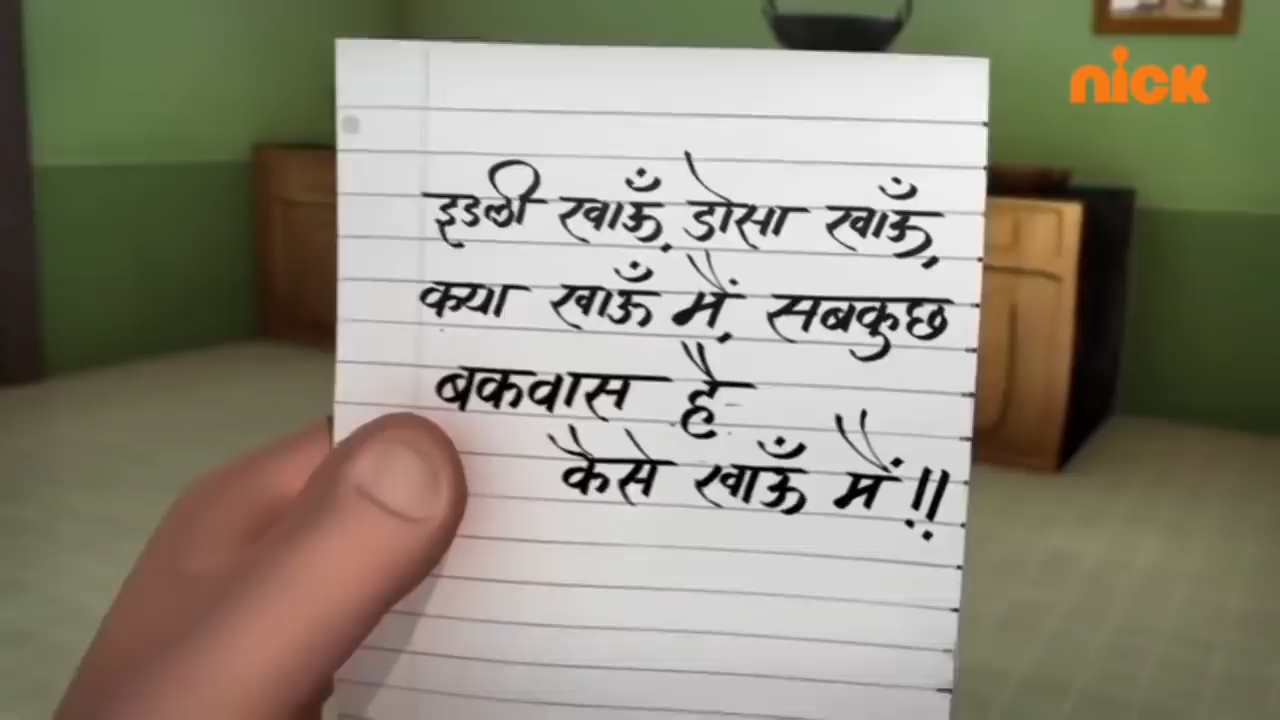 nick
इडली खाऊँ, डोसा खाऊँ,
क्या खाऊँ मैं, सबकुछ
बकवास है
कैसे खाऊँ मैं !!